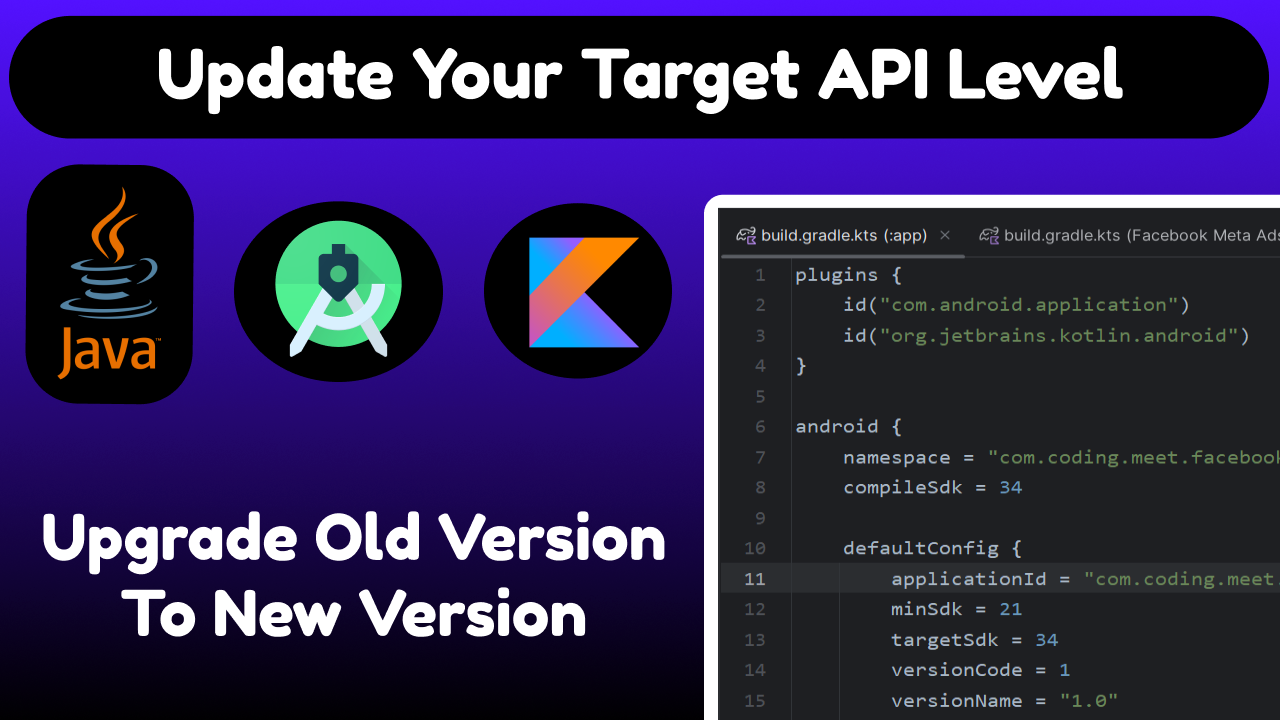 Update Your Target API Level
Java™
Upgrade Old Version
To New Version
build.gradle.kts (:app) × build.gradle.kts (Facebook Meta Ads
1 plugins {
2 id("com.android.application")
3 id("org.jetbrains.kotlin.android")
4 }
5
6 android {
7 namespace = "com.coding.meet.facebook
8 compileSdk = 34
9
10 defaultConfig {
11 applicationId = "com.coding.meet.
12 minSdk = 21
13 targetSdk = 34
14 versionCode = 1
15 versionName = "1.0"